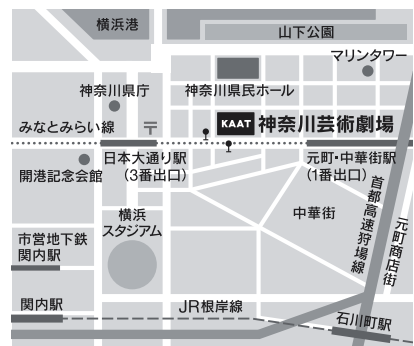 横浜港
山下公園
マリンタワー
神奈川県庁
神奈川県民ホール
みなとみらい線
〒
KAAT 神奈川芸術劇場
日本大通り駅
(3番出口)
元町・中華街駅
(1番出口)
開港記念会館
首都高速狩場線
元町商店街
横浜
スタジアム
中華街
市営地下鉄
関内駅
関内駅
JR根岸線
石川町駅